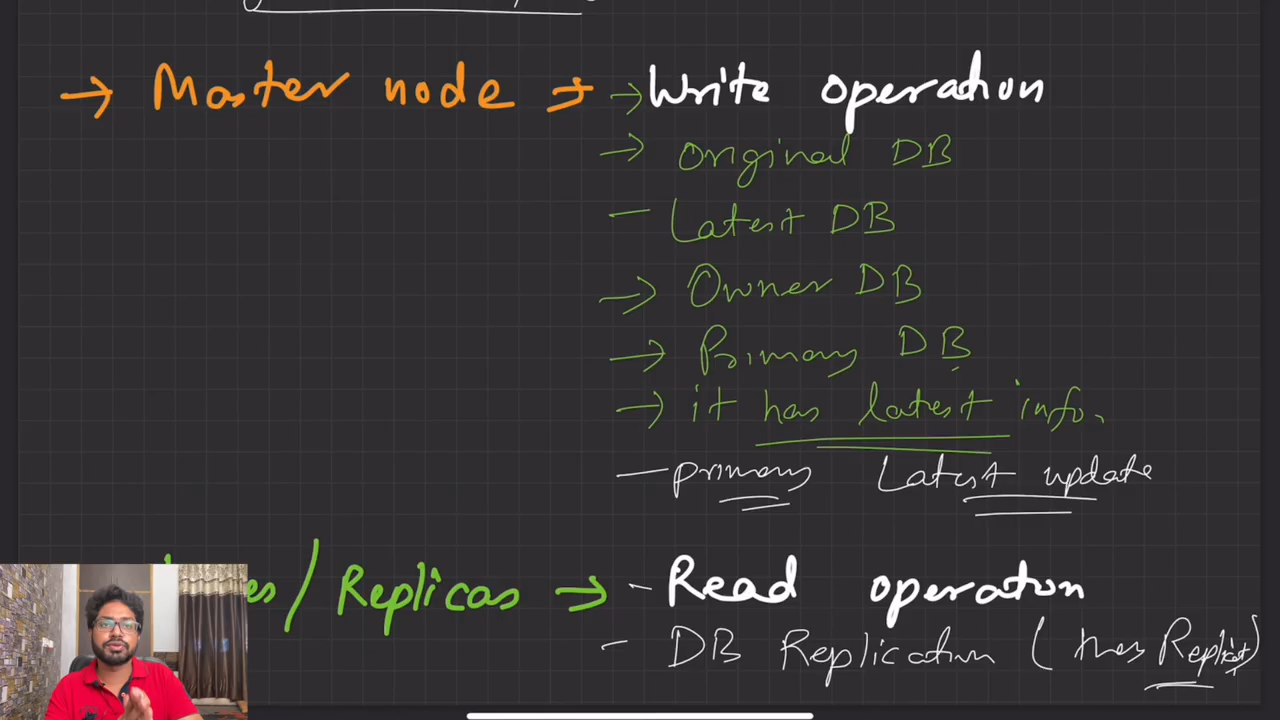 → Master node → → Write operation
→ Original DB
- Latest DB
→ Owner DB
→ Primary DB
→ it has latest info.
- primary Latest update
es / Replicas → - Read operation
- DB Replication ( has